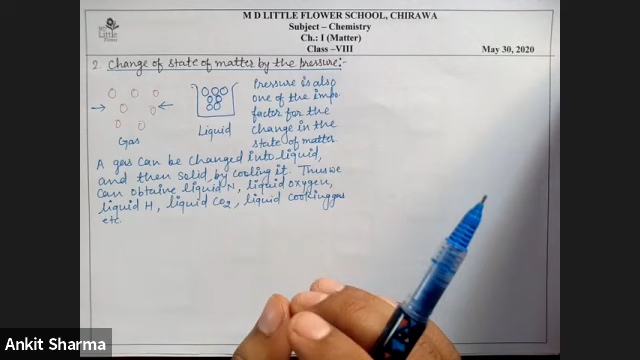 M D LITTLE FLOWER SCHOOL, CHIRAWA
Subject – Chemistry
Ch.: I (Matter)
Class –VIII
May 30, 2020
Little
Flower
2. Change of state of matter by the pressure:-
Pressure is also
one of the impo.
factor for the
change in the
state of matter.
Gas
Liquid
A gas can be changed into liquid,
and then solid, by cooling it. Thus we
can obtaine liquid N, liquid oxygen,
liquid H, liquid CO2, liquid cooking gas
etc.
Ankit Sharma